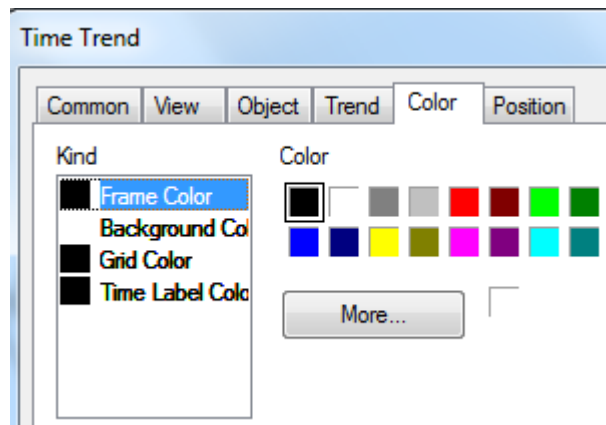 Time Trend
Common View Object Trend Color Position
Kind Color
Frame Color
Background Col
Grid Color
Time Label Colo
More...